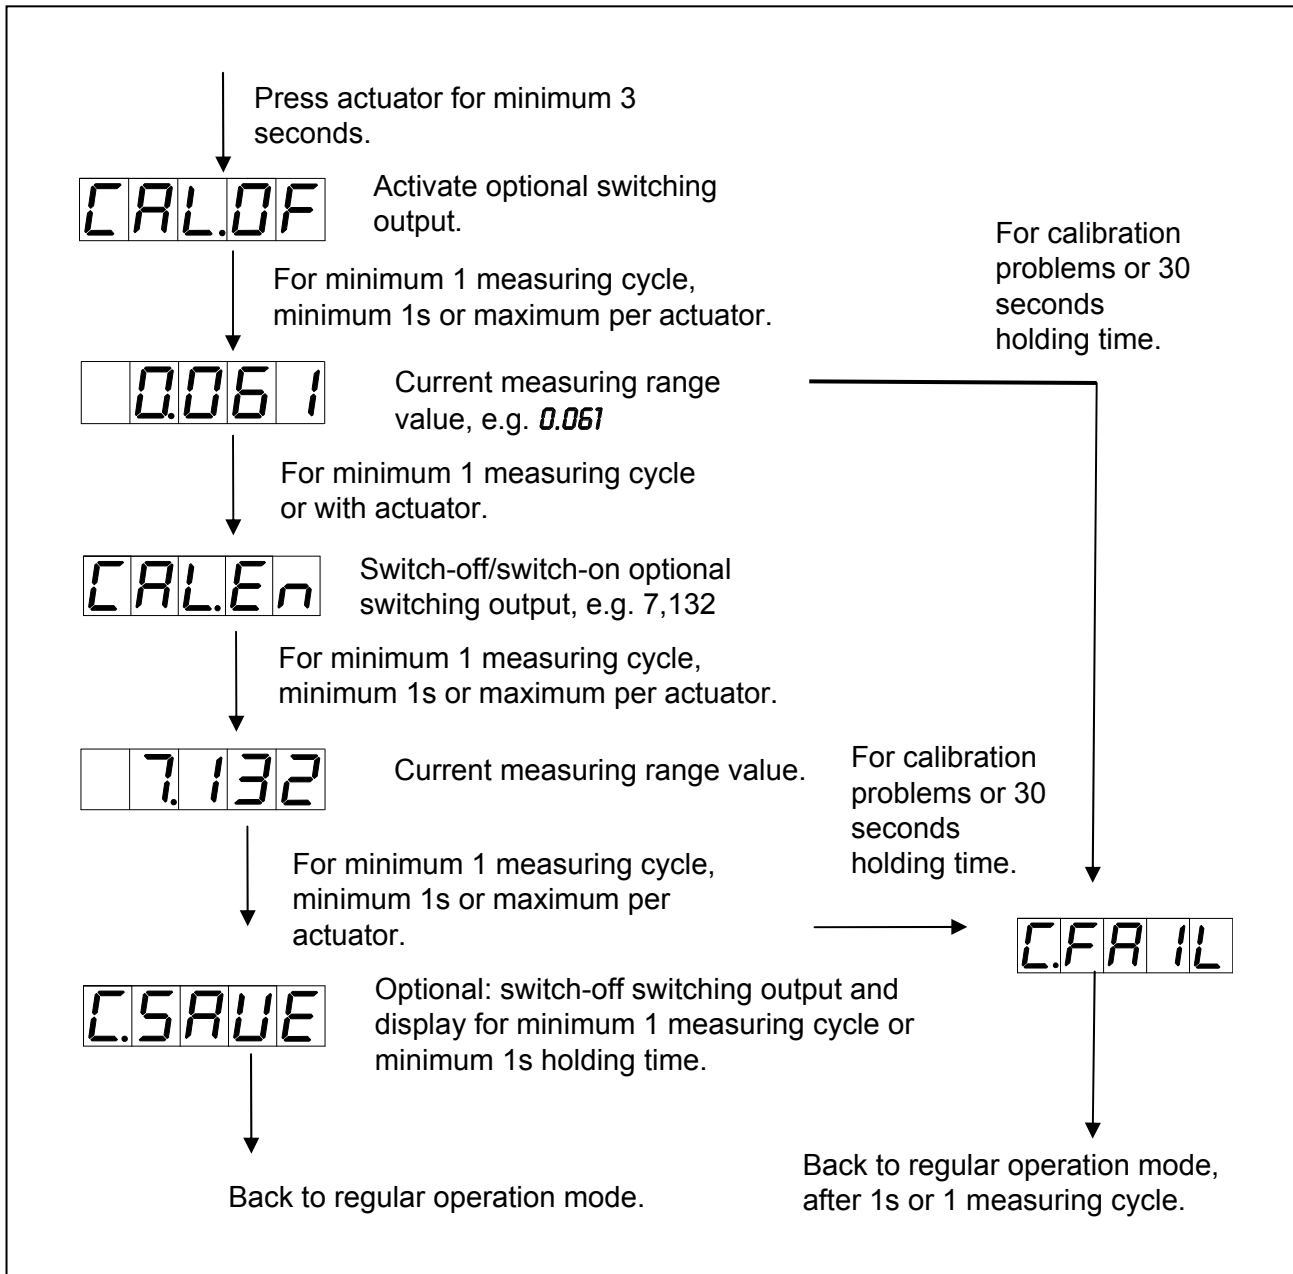 Press actuator for minimum 3
seconds.
CAL.OF
Activate optional switching
output.
For minimum 1 measuring cycle,
minimum 1s or maximum per actuator.
For calibration
problems or 30
seconds
holding time.
0.061
Current measuring range
value, e.g. 0.061
For minimum 1 measuring cycle
or with actuator.
CAL.En
Switch-off/switch-on optional
switching output, e.g. 7,132
For minimum 1 measuring cycle,
minimum 1s or maximum per actuator.
7.132
Current measuring range value.
For calibration
problems or 30
seconds
holding time.
For minimum 1 measuring cycle,
minimum 1s or maximum per
actuator.
C.FAIL
C.SAVE
Optional: switch-off switching output and
display for minimum 1 measuring cycle or
minimum 1s holding time.
Back to regular operation mode.
Back to regular operation mode,
after 1s or 1 measuring cycle.